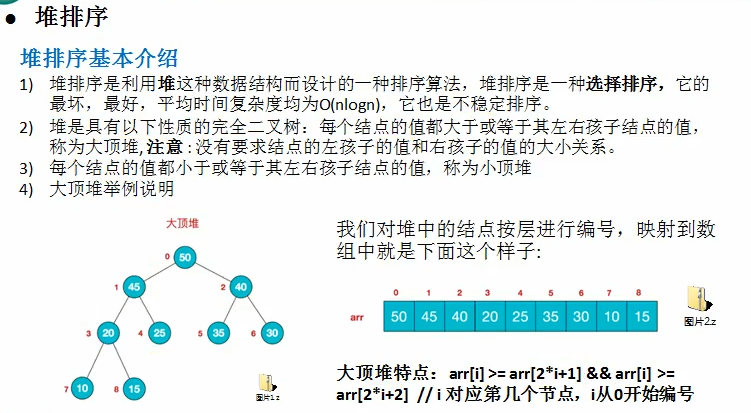 ● 堆排序
堆排序基本介绍
1) 堆排序是利用堆这种数据结构而设计的一种排序算法，堆排序是一种选择排序，它的
最坏，最好，平均时间复杂度均为O(nlogn)，它也是不稳定排序。
2) 堆是具有以下性质的完全二叉树：每个结点的值都大于或等于其左右孩子结点的值，
称为大顶堆, 注意 : 没有要求结点的左孩子的值和右孩子的值的大小关系。
3) 每个结点的值都小于或等于其左右孩子结点的值，称为小顶堆
4) 大顶堆举例说明
大顶堆
0 50
1 45 2 40
3 20 4 25 5 35 6 30
7 10 8 15
图片1.z
我们对堆中的结点按层进行编号，映射到数
组中就是下面这个样子:
0 1 2 3 4 5 6 7 8
arr 50 45 40 20 25 35 30 10 15
图片2.z
大顶堆特点：arr[i] >= arr[2*i+1] && arr[i] >=
arr[2*i+2] // i 对应第几个节点，i从0开始编号